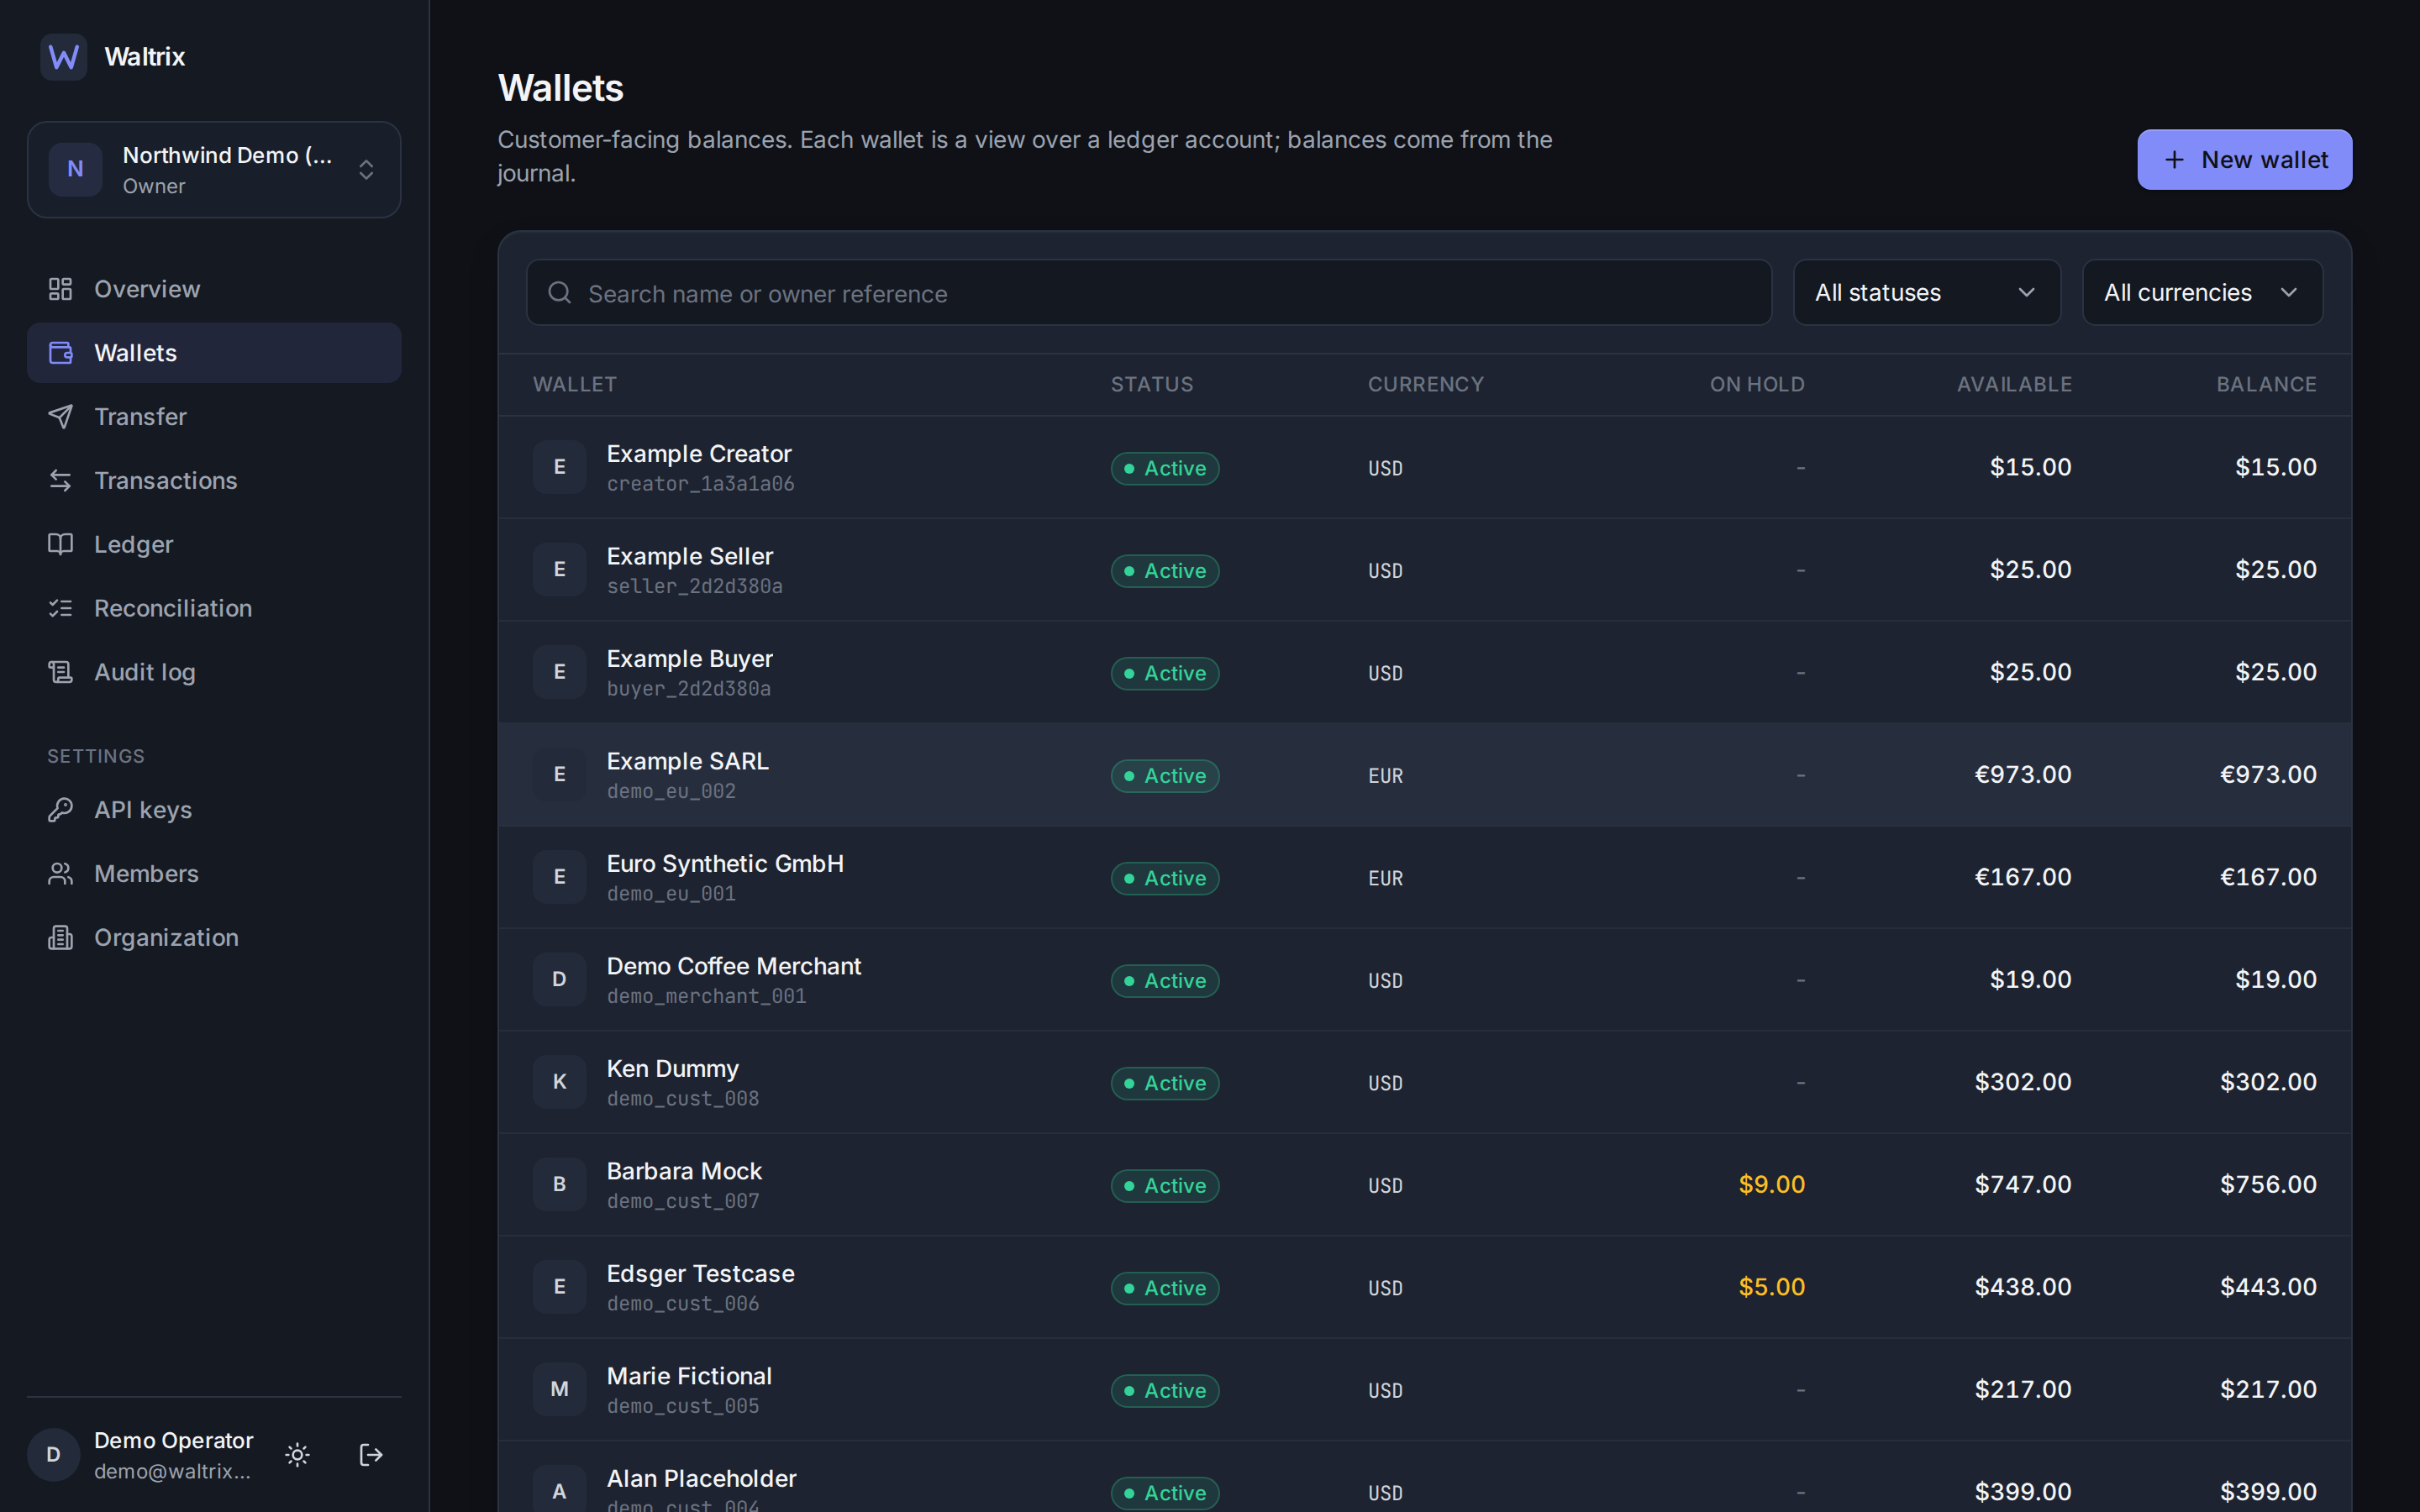 W Waltrix
N Northwind Demo (...
Owner
Overview
Wallets
Transfer
Transactions
Ledger
Reconciliation
Audit log
SETTINGS
API keys
Members
Organization
D Demo Operator
demo@waltrix...
Wallets
Customer-facing balances. Each wallet is a view over a ledger account; balances come from the
journal.
New wallet
Search name or owner reference
All statuses
All currencies
WALLET STATUS CURRENCY ON HOLD AVAILABLE BALANCE
E Example Creator Active USD - $15.00 $15.00
creator_1a3a1a06
E Example Seller Active USD - $25.00 $25.00
seller_2d2d380a
E Example Buyer Active USD - $25.00 $25.00
buyer_2d2d380a
E Example SARL Active EUR - €973.00 €973.00
demo_eu_002
E Euro Synthetic GmbH Active EUR - €167.00 €167.00
demo_eu_001
D Demo Coffee Merchant Active USD - $19.00 $19.00
demo_merchant_001
K Ken Dummy Active USD - $302.00 $302.00
demo_cust_008
B Barbara Mock Active USD $9.00 $747.00 $756.00
demo_cust_007
E Edsger Testcase Active USD $5.00 $438.00 $443.00
demo_cust_006
M Marie Fictional Active USD - $217.00 $217.00
demo_cust_005
A Alan Placeholder Active USD - $399.00 $399.00
demo_cust_004